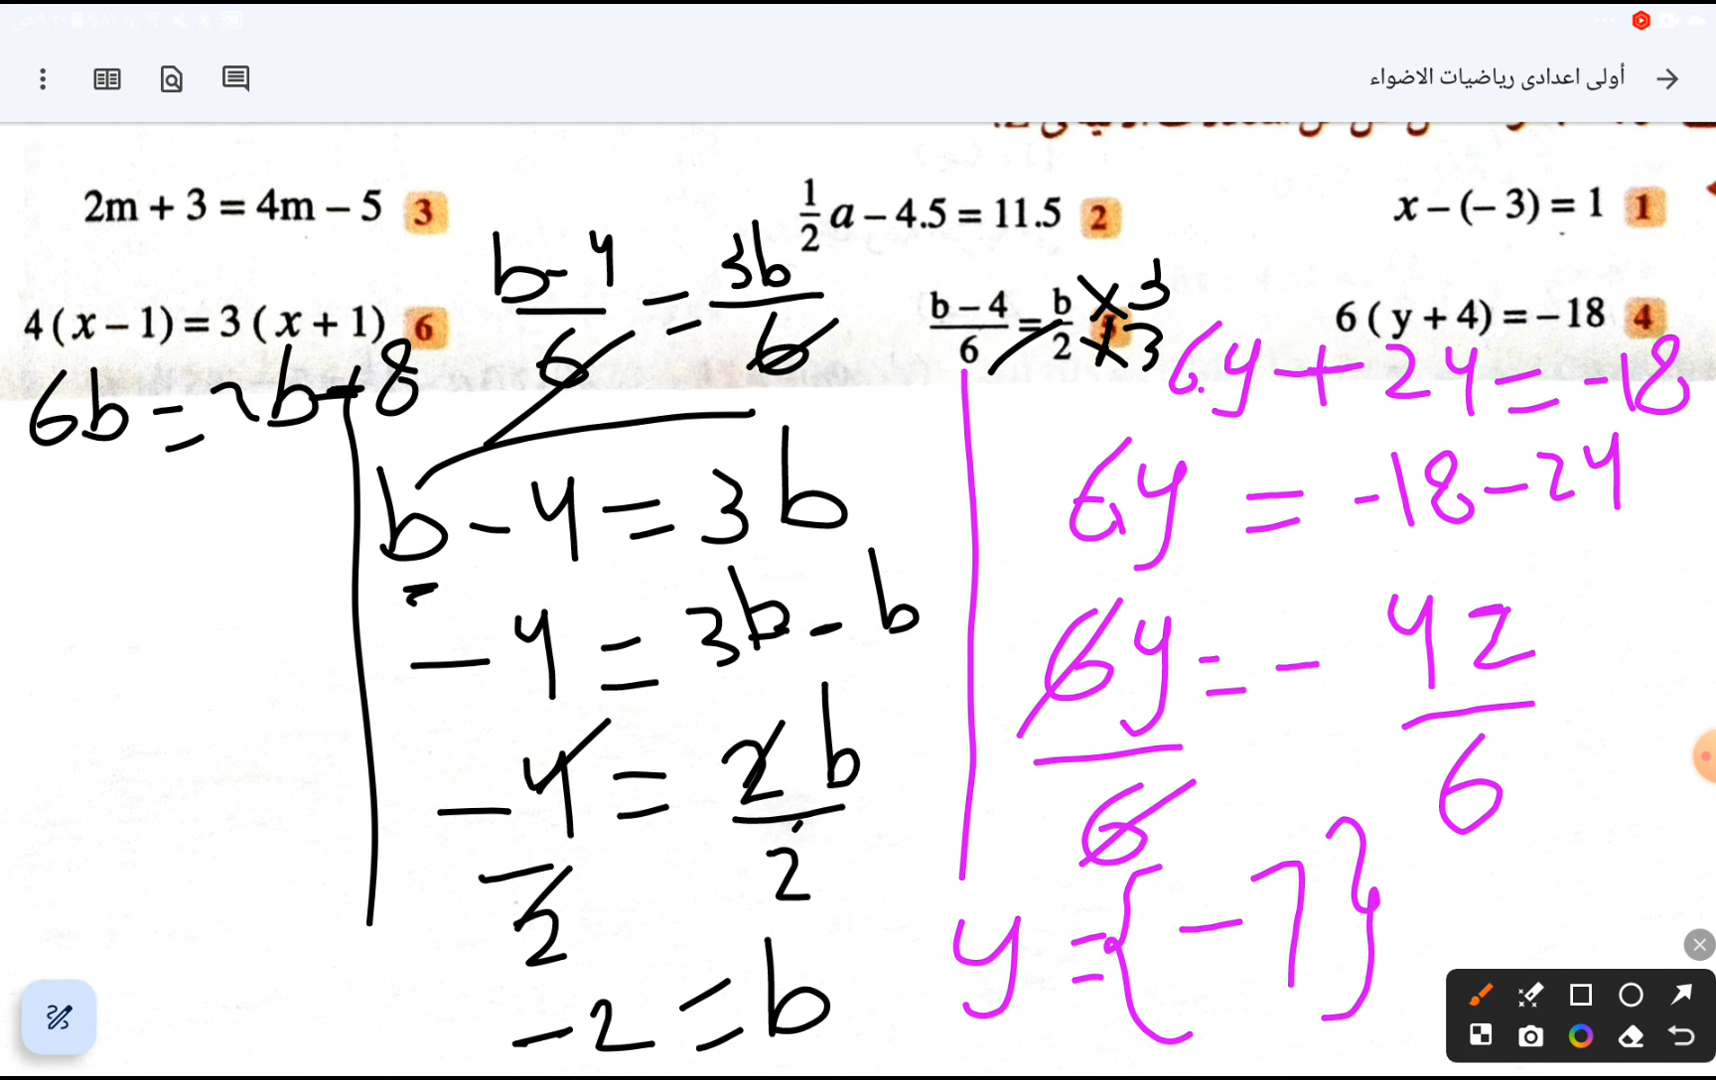 أولى اعدادى رياضيات الاضواء
1 x – (– 3) = 1
2 1/2 a – 4.5 = 11.5
3 2m + 3 = 4m – 5
4 6 ( y + 4) = – 18
(b – 4)/6 = b/2 ×3 ×3
6 4 ( x – 1) = 3 ( x + 1)
6y + 24 = -18
6y = -18 - 24
6y/6 = - 42/6
y = {-7}
(b - 4)/6 = 3b/6
b - 4 = 3b
- 4 = 3b - b
- 4/2 = 2b/2
- 2 = b
6b = 2b - 8